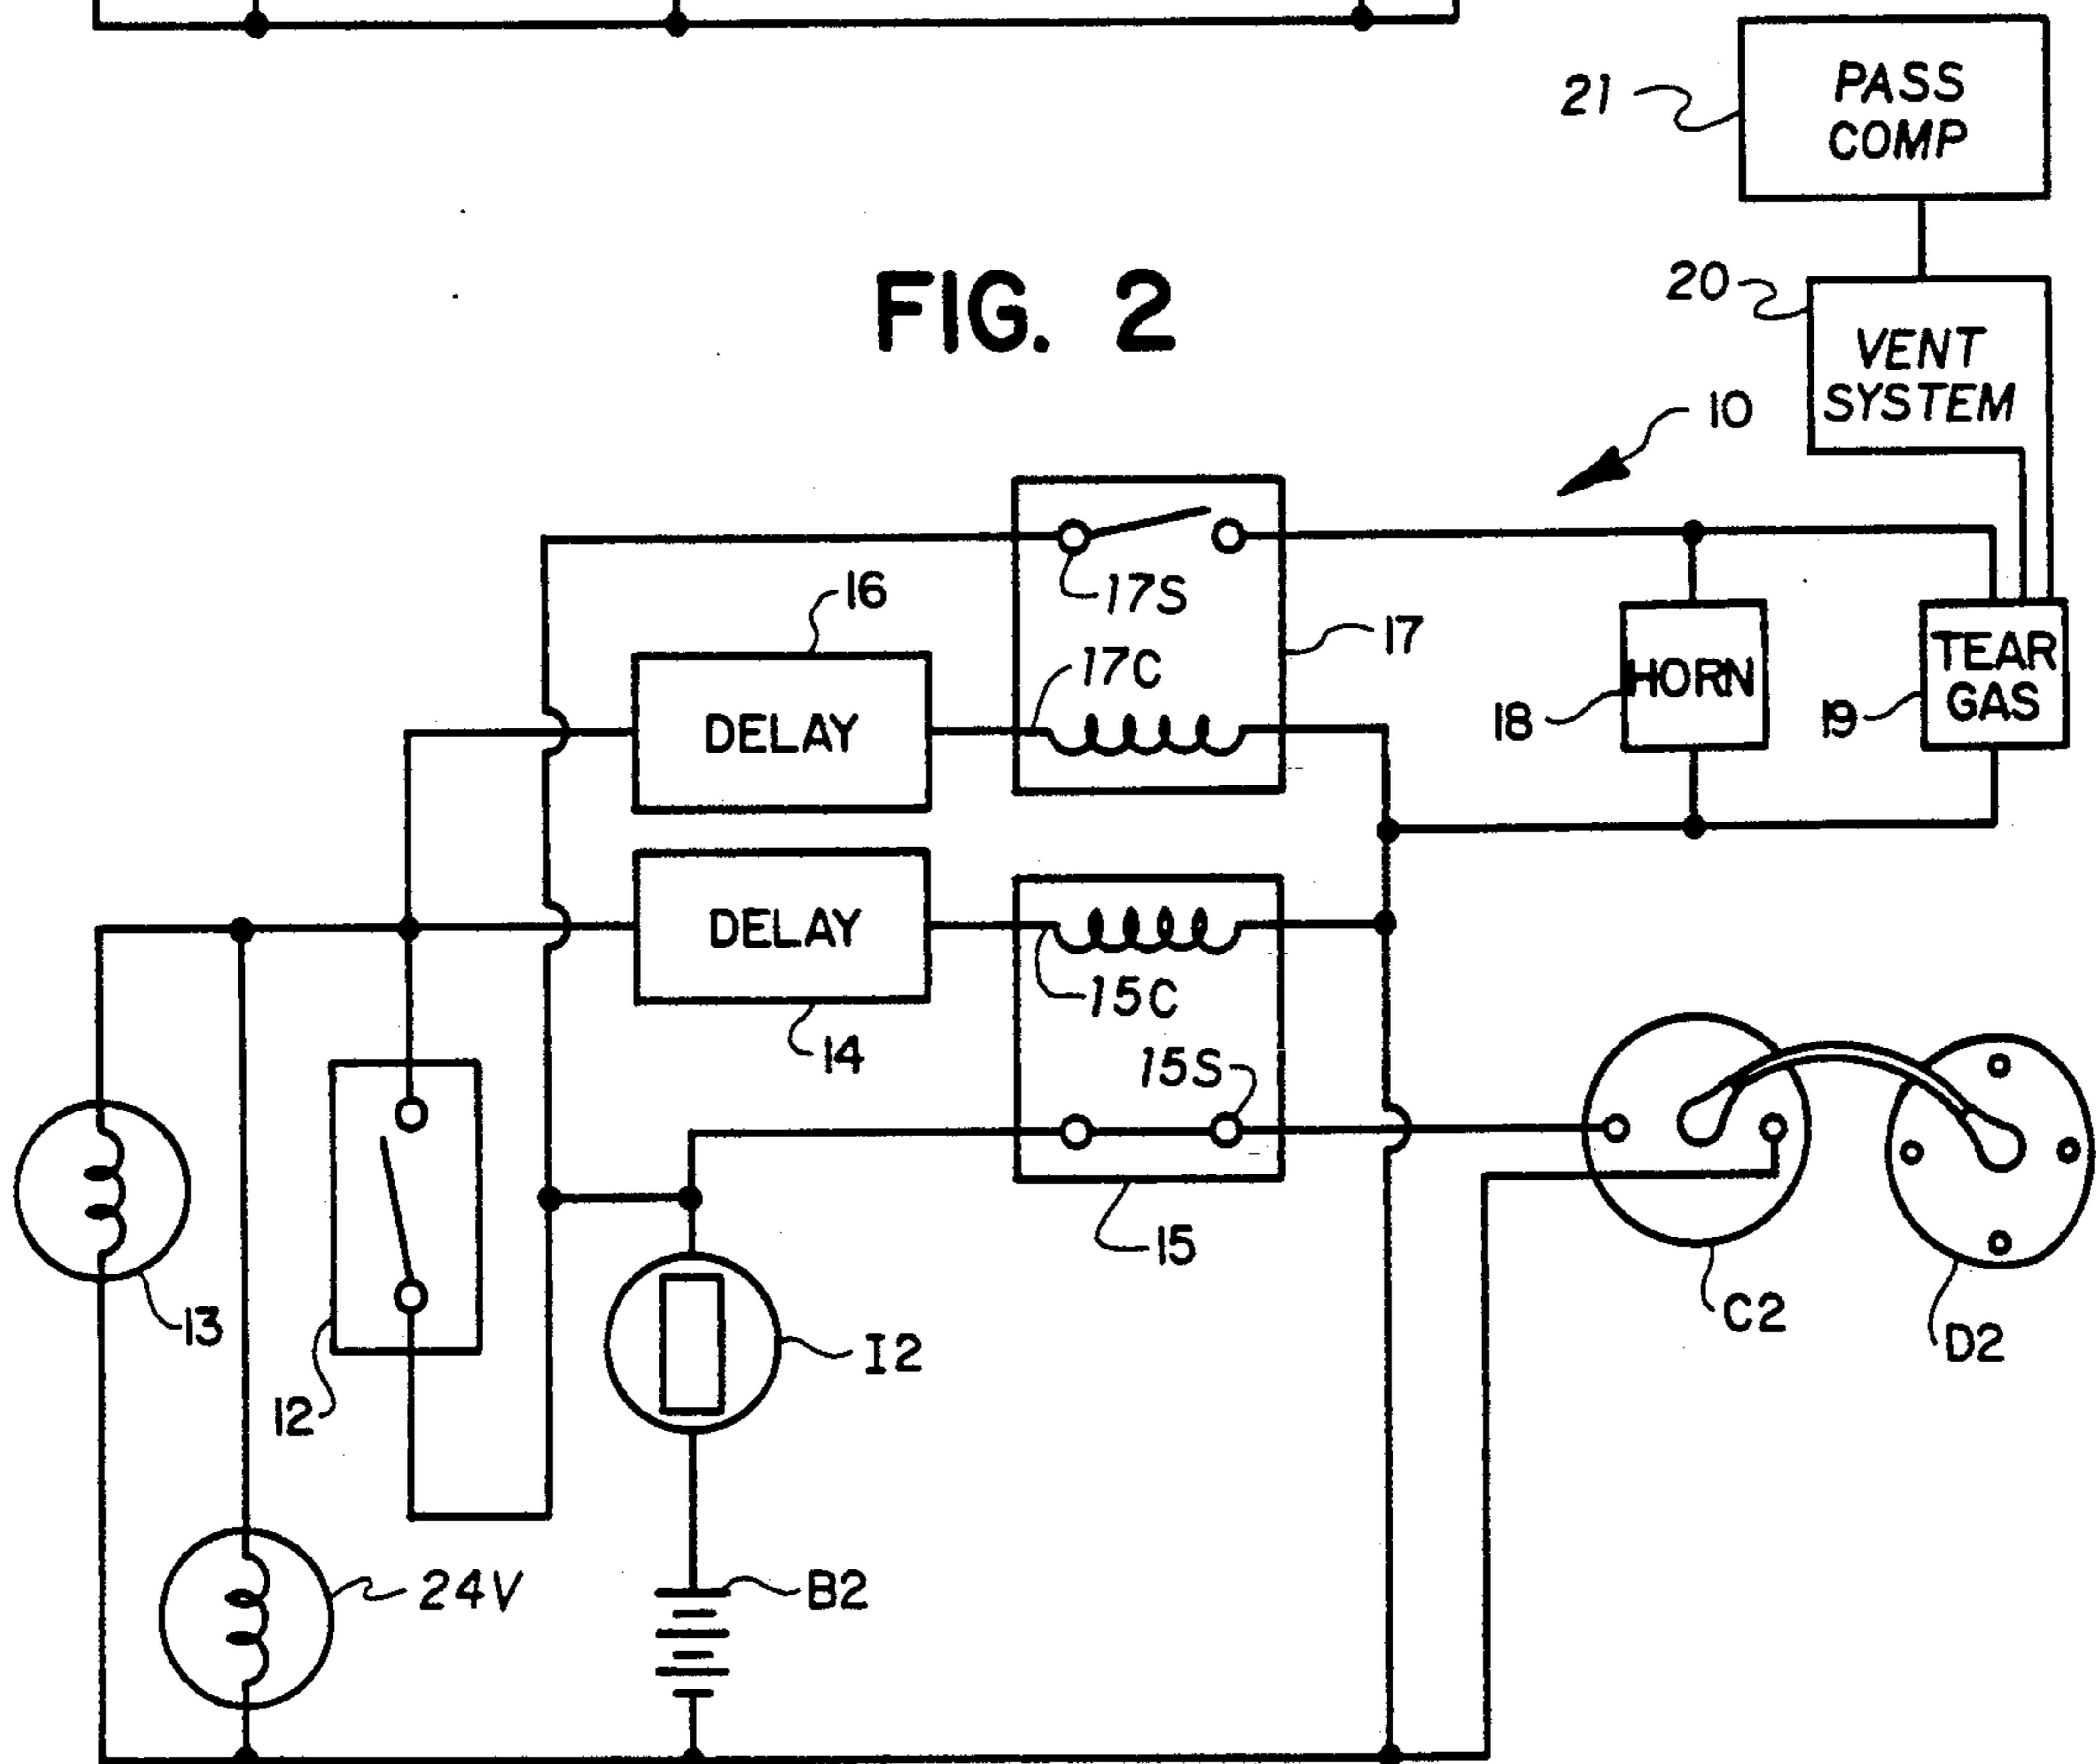 PASS
COMP
21
FIG. 2
20
VENT
SYSTEM
10
17S
16
17
17C
DELAY
HORN
TEAR
GAS
18
19
DELAY
15C
14
15S
15
C2
D2
13
I2
12
24V
B2